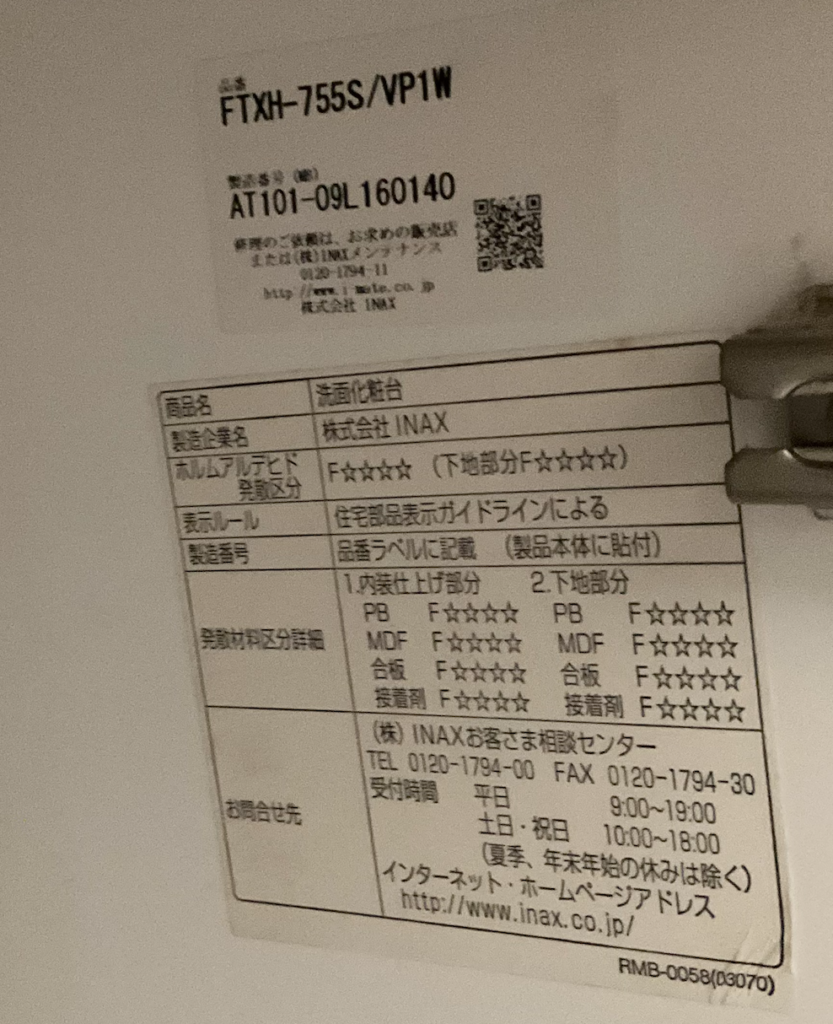 品番
FTXH-755S/VP1W
製造番号 (MB)
AT101-09L160140
修理のご依頼は、お求めの販売店
または(株)INAXメンテナンス
0120-1794-11
http://www.i-mate.co.jp
株式会社 INAX
商品名 洗面化粧台
製造企業名 株式会社 INAX
ホルムアルデヒド発散区分 F☆☆☆☆ (下地部分F☆☆☆☆)
表示ルール 住宅部品表示ガイドラインによる
製造番号 品番ラベルに記載 (製品本体に貼付)
発散材料区分詳細 1.内装仕上げ部分 2.下地部分
PB F☆☆☆☆ PB F☆☆☆☆
MDF F☆☆☆☆ MDF F☆☆☆☆
合板 F☆☆☆☆ 合板 F☆☆☆☆
接着剤 F☆☆☆☆ 接着剤 F☆☆☆☆
お問合せ先 (株) INAXお客さま相談センター
TEL 0120-1794-00 FAX 0120-1794-30
受付時間 平日 9:00~19:00
土日・祝日 10:00~18:00
(夏季、年末年始の休みは除く)
インターネット・ホームページアドレス
http://www.inax.co.jp/
RMB-0058(03070)